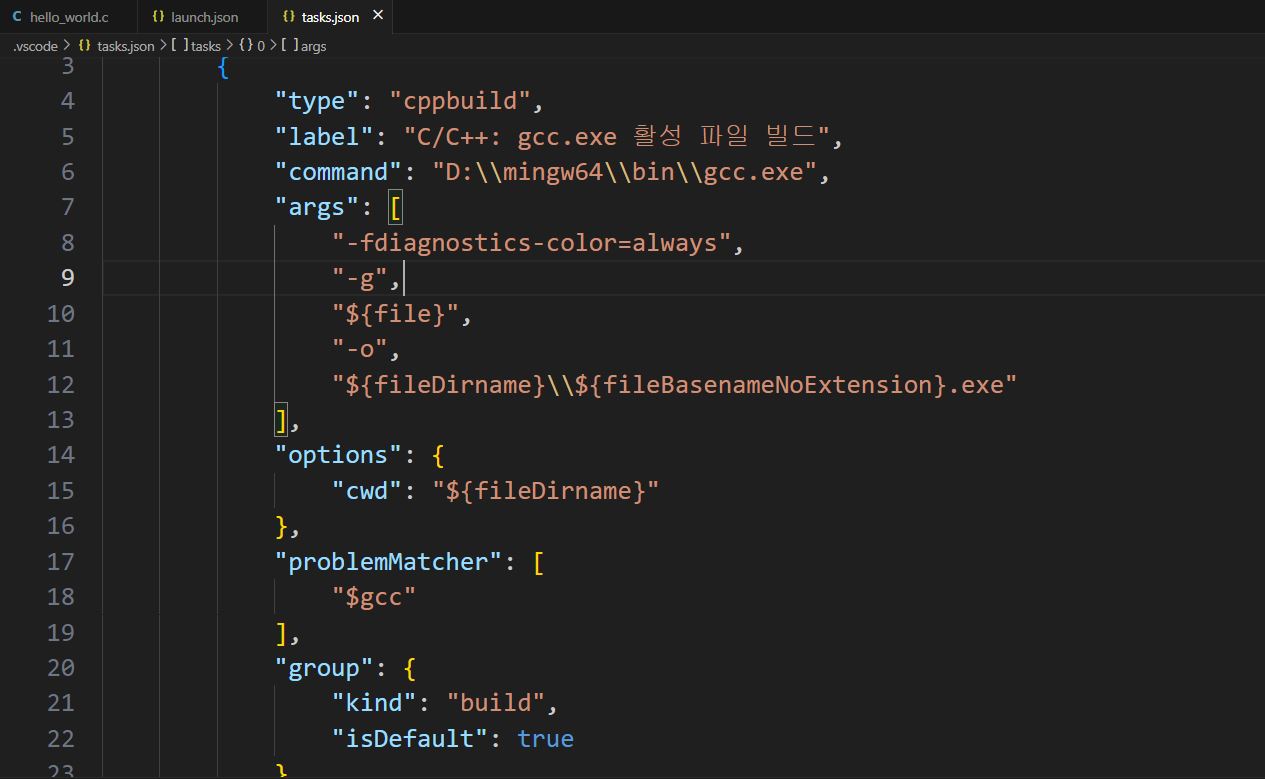 hello_world.c launch.json tasks.json
.vscode > {} tasks.json > [ ] tasks > {} 0 > [ ] args
3 {
4 "type": "cppbuild",
5 "label": "C/C++: gcc.exe 활성 파일 빌드",
6 "command": "D:\\mingw64\\bin\\gcc.exe",
7 "args": [
8 "-fdiagnostics-color=always",
9 "-g",
10 "${file}",
11 "-o",
12 "${fileDirname}\\${fileBasenameNoExtension}.exe"
13 ],
14 "options": {
15 "cwd": "${fileDirname}"
16 },
17 "problemMatcher": [
18 "$gcc"
19 ],
20 "group": {
21 "kind": "build",
22 "isDefault": true
23 }